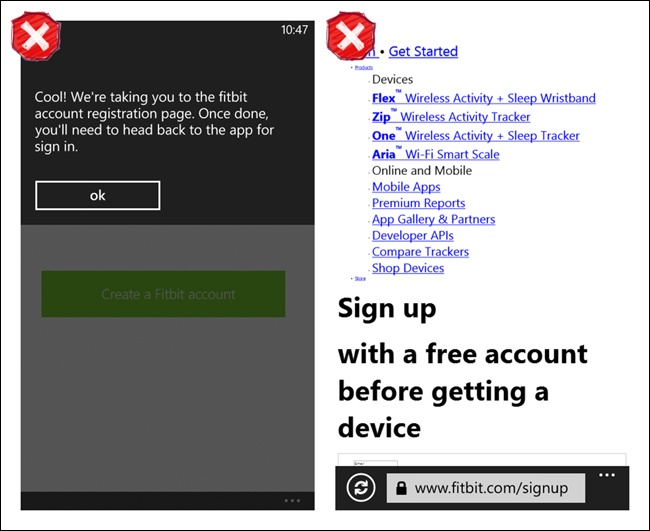 10:47
Cool! We're taking you to the fitbit
account registration page. Once done,
you'll need to head back to the app for
sign in.
ok
Create a Fitbit account
• Get Started
Products
Devices
Flex™ Wireless Activity + Sleep Wristband
Zip™ Wireless Activity Tracker
One™ Wireless Activity + Sleep Tracker
Aria™ Wi-Fi Smart Scale
Online and Mobile
Mobile Apps
Premium Reports
App Gallery & Partners
Developer APIs
Compare Trackers
Shop Devices
Store
Sign up
with a free account
before getting a
device
www.fitbit.com/signup